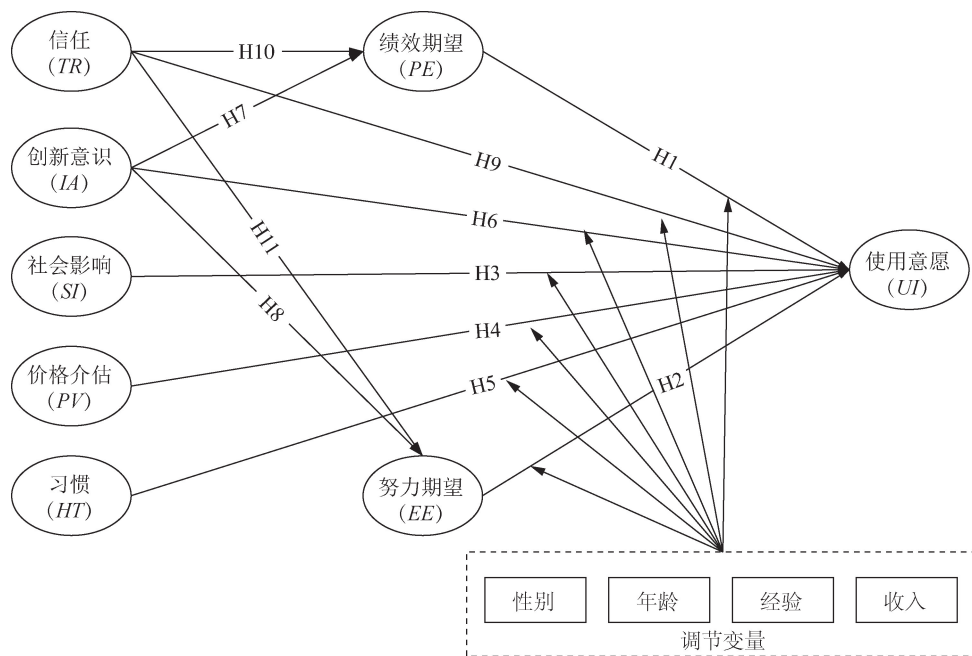 信任
(TR)
H10
绩效期望
(PE)
H7
H9
H1
创新意识
(IA)
H6
H11
社会影响
(SI)
H3
使用意愿
(UI)
H8
H4
价格介估
(PV)
H5
H2
习惯
(HT)
努力期望
(EE)
性别
年龄
经验
收入
调节变量